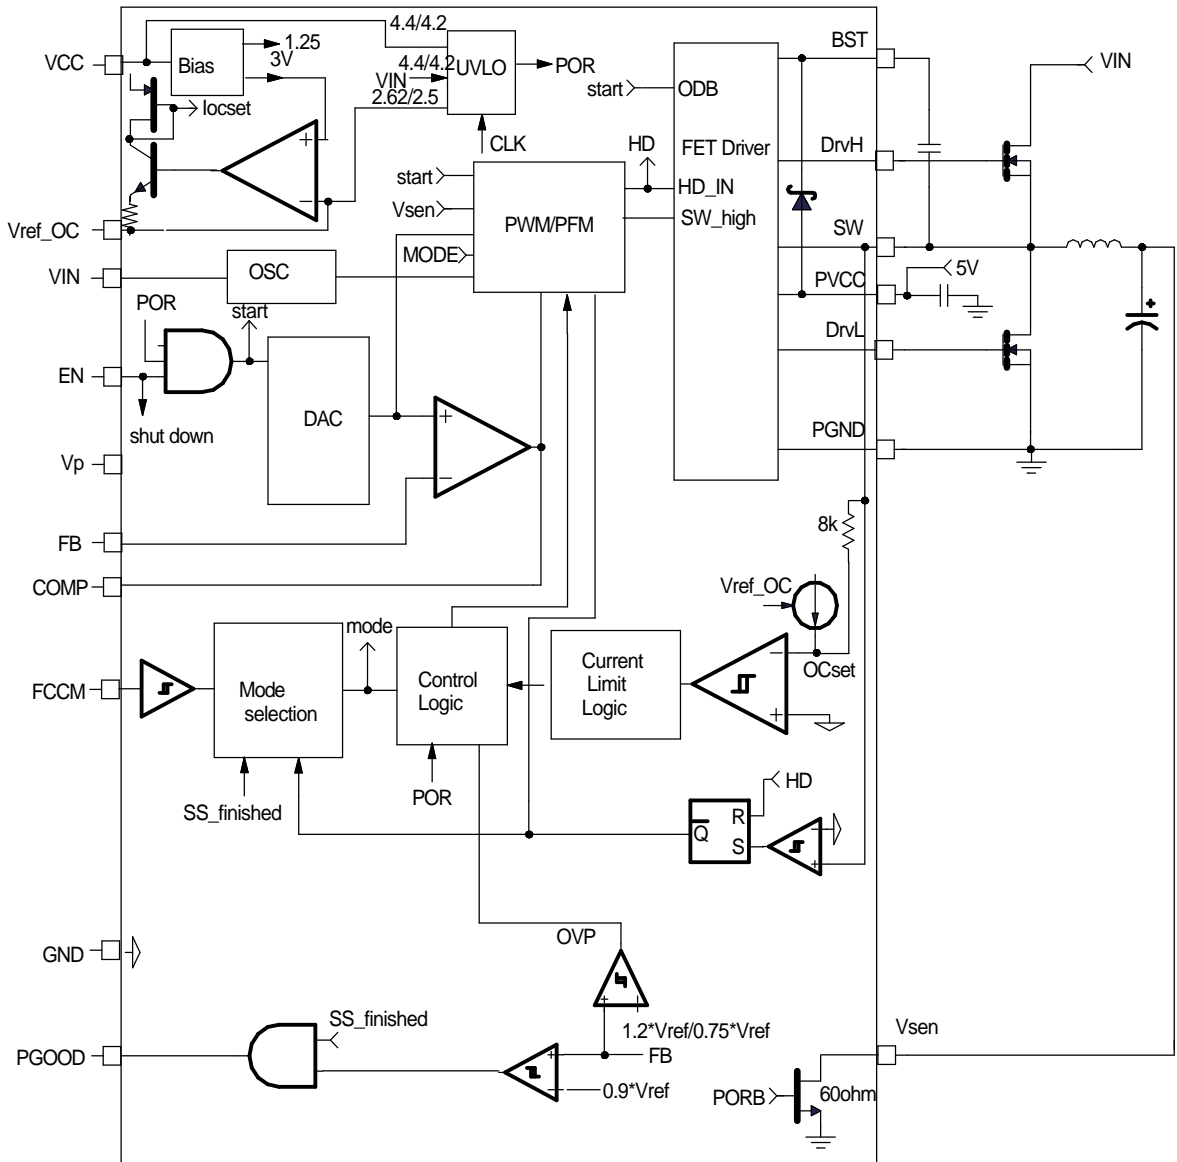 4.4/4.2
BST
VCC
Bias
1.25
3V
4.4/4.2
VIN
UVLO
POR
VIN
Iocset
2.62/2.5
start
ODB
CLK
HD
FET Driver
DrvH
+
start
HD_IN
−
Vsen
PWM/PFM
SW_high
SW
Vref_OC
MODE
VIN
OSC
5V
PVCC
POR
start
+
DrvL
EN
DAC
+
shut down
PGND
Vp
−
8k
FB
Vref_OC
COMP
mode
−
OCset
Current
Limit
Logic
FCCM
Mode
selection
Control
Logic
+
HD
SS_finished
POR
R
Q
S
−
+
OVP
GND
+
−
SS_finished
1.2*Vref/0.75*Vref
Vsen
PGOOD
+
FB
−
0.9*Vref
PORB
60ohm